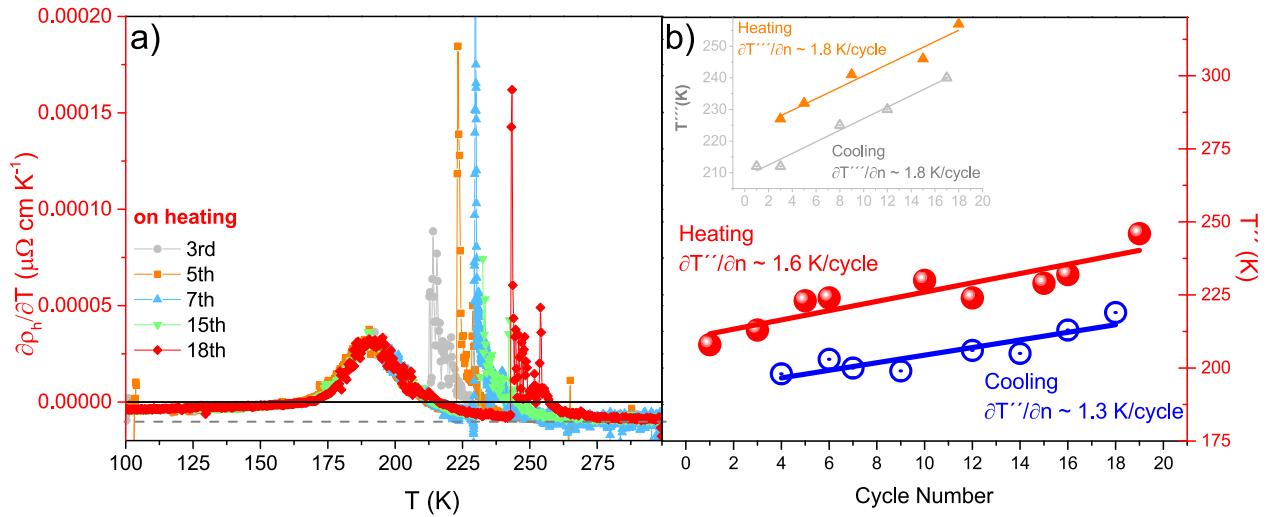 a)
0.00020
0.00015
0.00010
0.00005
0.00000
∂ρh/∂T (μΩ cm K⁻¹)
on heating
3rd
5th
7th
15th
18th
100 125 150 175 200 225 250 275
T (K)
b)
Heating
∂T´´´/∂n ~ 1.8 K/cycle
250
240
230
220
210
T´´´(K)
Cooling
∂T´´´/∂n ~ 1.8 K/cycle
0 2 4 6 8 10 12 14 16 18 20
Heating
∂T´´/∂n ~ 1.6 K/cycle
Cooling
∂T´´/∂n ~ 1.3 K/cycle
300
275
250
225
200
175
T´´ (K)
0 2 4 6 8 10 12 14 16 18 20
Cycle Number